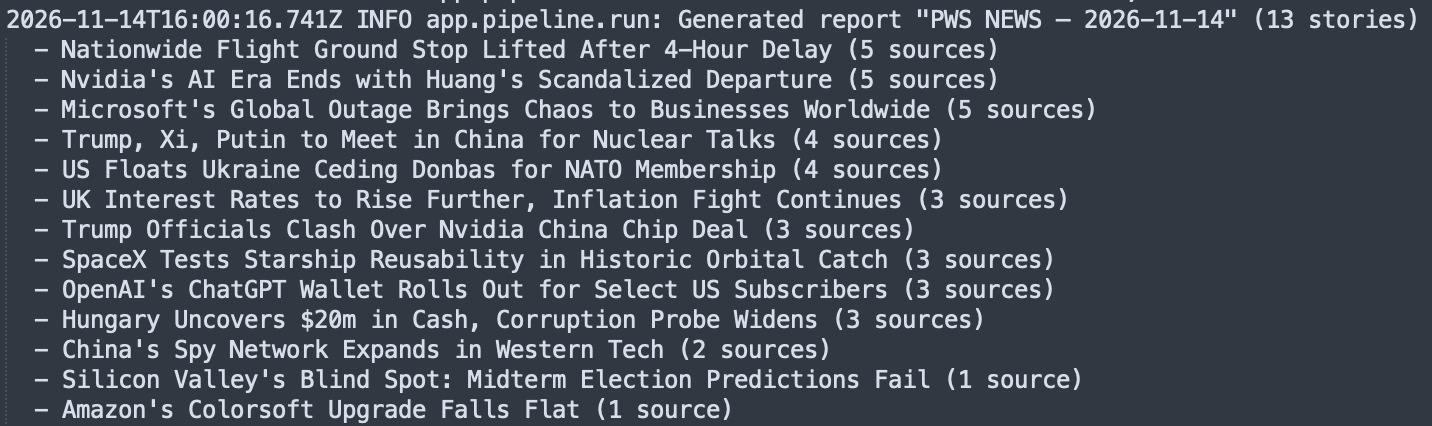 2026-11-14T16:00:16.741Z INFO app.pipeline.run: Generated report "PWS NEWS — 2026-11-14" (13 stories)
— Nationwide Flight Ground Stop Lifted After 4-Hour Delay (5 sources)
— Nvidia's AI Era Ends with Huang's Scandalized Departure (5 sources)
— Microsoft's Global Outage Brings Chaos to Businesses Worldwide (5 sources)
— Trump, Xi, Putin to Meet in China for Nuclear Talks (4 sources)
— US Floats Ukraine Ceding Donbas for NATO Membership (4 sources)
— UK Interest Rates to Rise Further, Inflation Fight Continues (3 sources)
— Trump Officials Clash Over Nvidia China Chip Deal (3 sources)
— SpaceX Tests Starship Reusability in Historic Orbital Catch (3 sources)
— OpenAI's ChatGPT Wallet Rolls Out for Select US Subscribers (3 sources)
— Hungary Uncovers $20m in Cash, Corruption Probe Widens (3 sources)
— China's Spy Network Expands in Western Tech (2 sources)
— Silicon Valley's Blind Spot: Midterm Election Predictions Fail (1 source)
— Amazon's Colorsoft Upgrade Falls Flat (1 source)